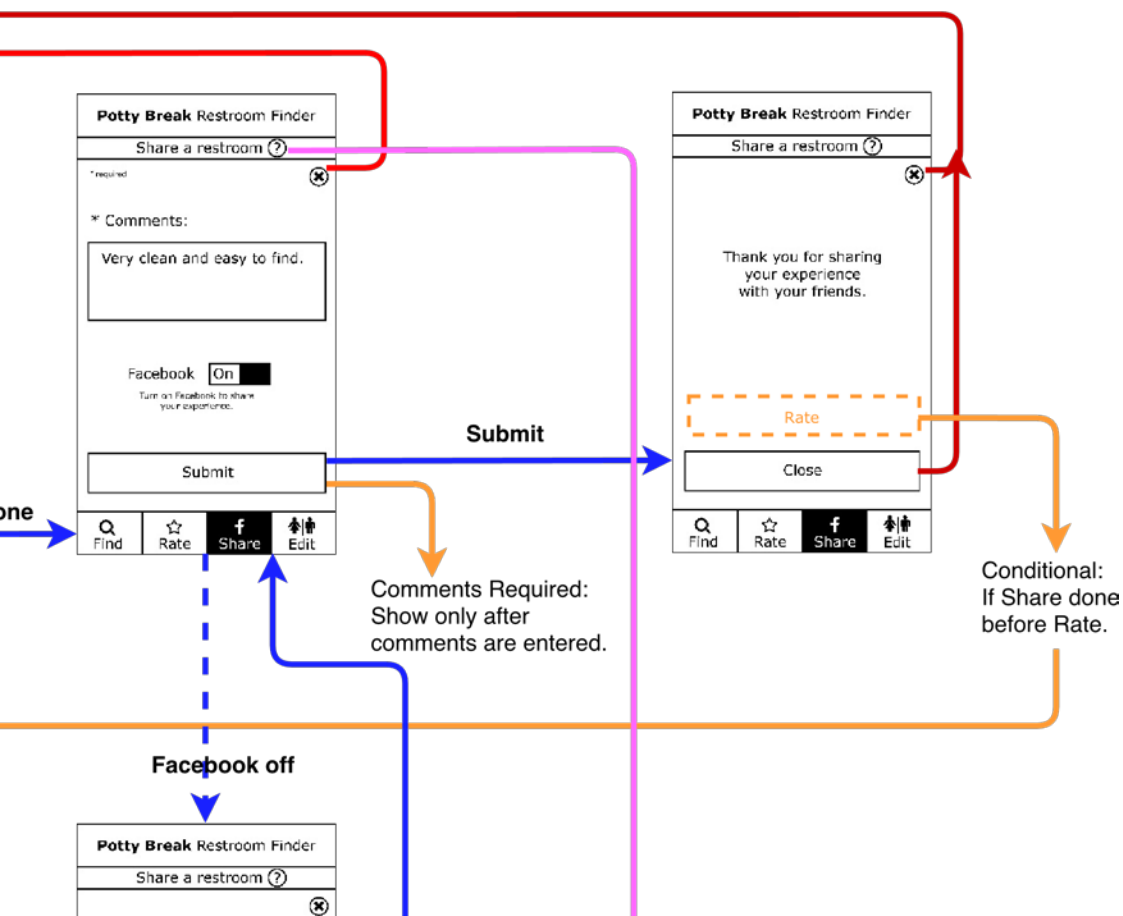 Potty Break Restroom Finder
Share a restroom ?
* required
* Comments:
Very clean and easy to find.
Facebook On
Turn on Facebook to share
your experience.
Submit
Find Rate Share Edit
Submit
Comments Required:
Show only after
comments are entered.
Potty Break Restroom Finder
Share a restroom ?
Thank you for sharing
your experience
with your friends.
Rate
Close
Find Rate Share Edit
Conditional:
If Share done
before Rate.
one
Facebook off
Potty Break Restroom Finder
Share a restroom ?